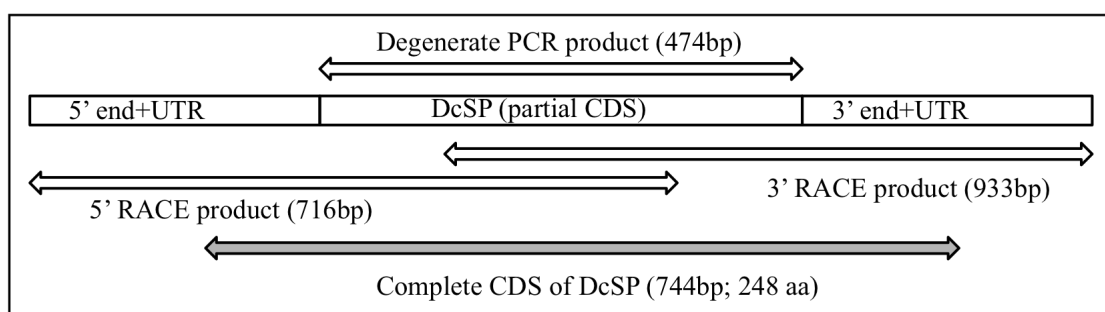 Degenerate PCR product (474bp)
5’ end+UTR
DcSP (partial CDS)
3’ end+UTR
3’ RACE product (933bp)
5’ RACE product (716bp)
Complete CDS of DcSP (744bp; 248 aa)